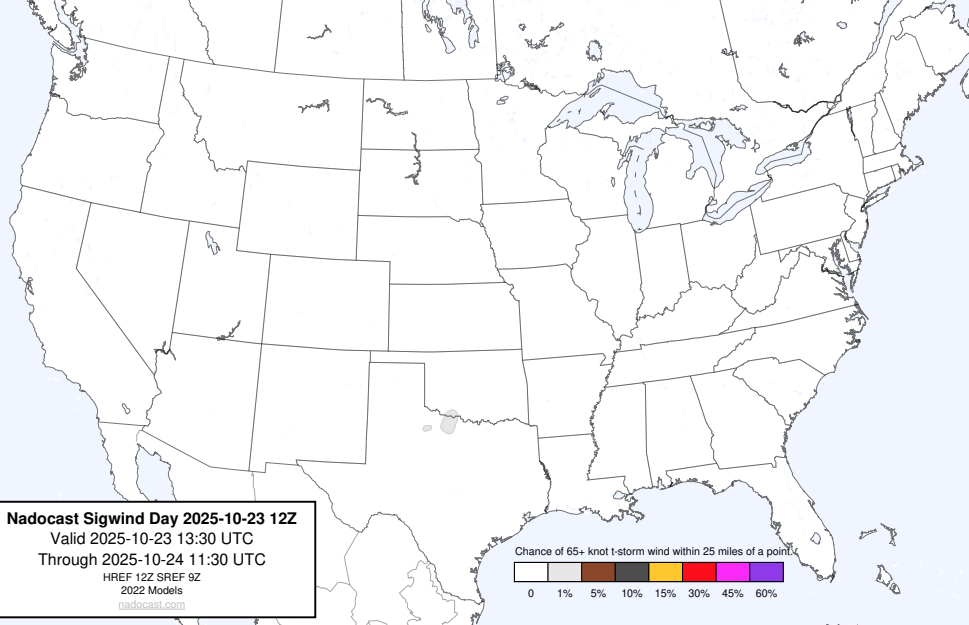 Nadocast Sigwind Day 2025-10-23 12Z
Valid 2025-10-23 13:30 UTC
Through 2025-10-24 11:30 UTC
HREF 12Z SREF 9Z
2022 Models
nadocast.com
Chance of 65+ knot t-storm wind within 25 miles of a point.
0 1% 5% 10% 15% 30% 45% 60%